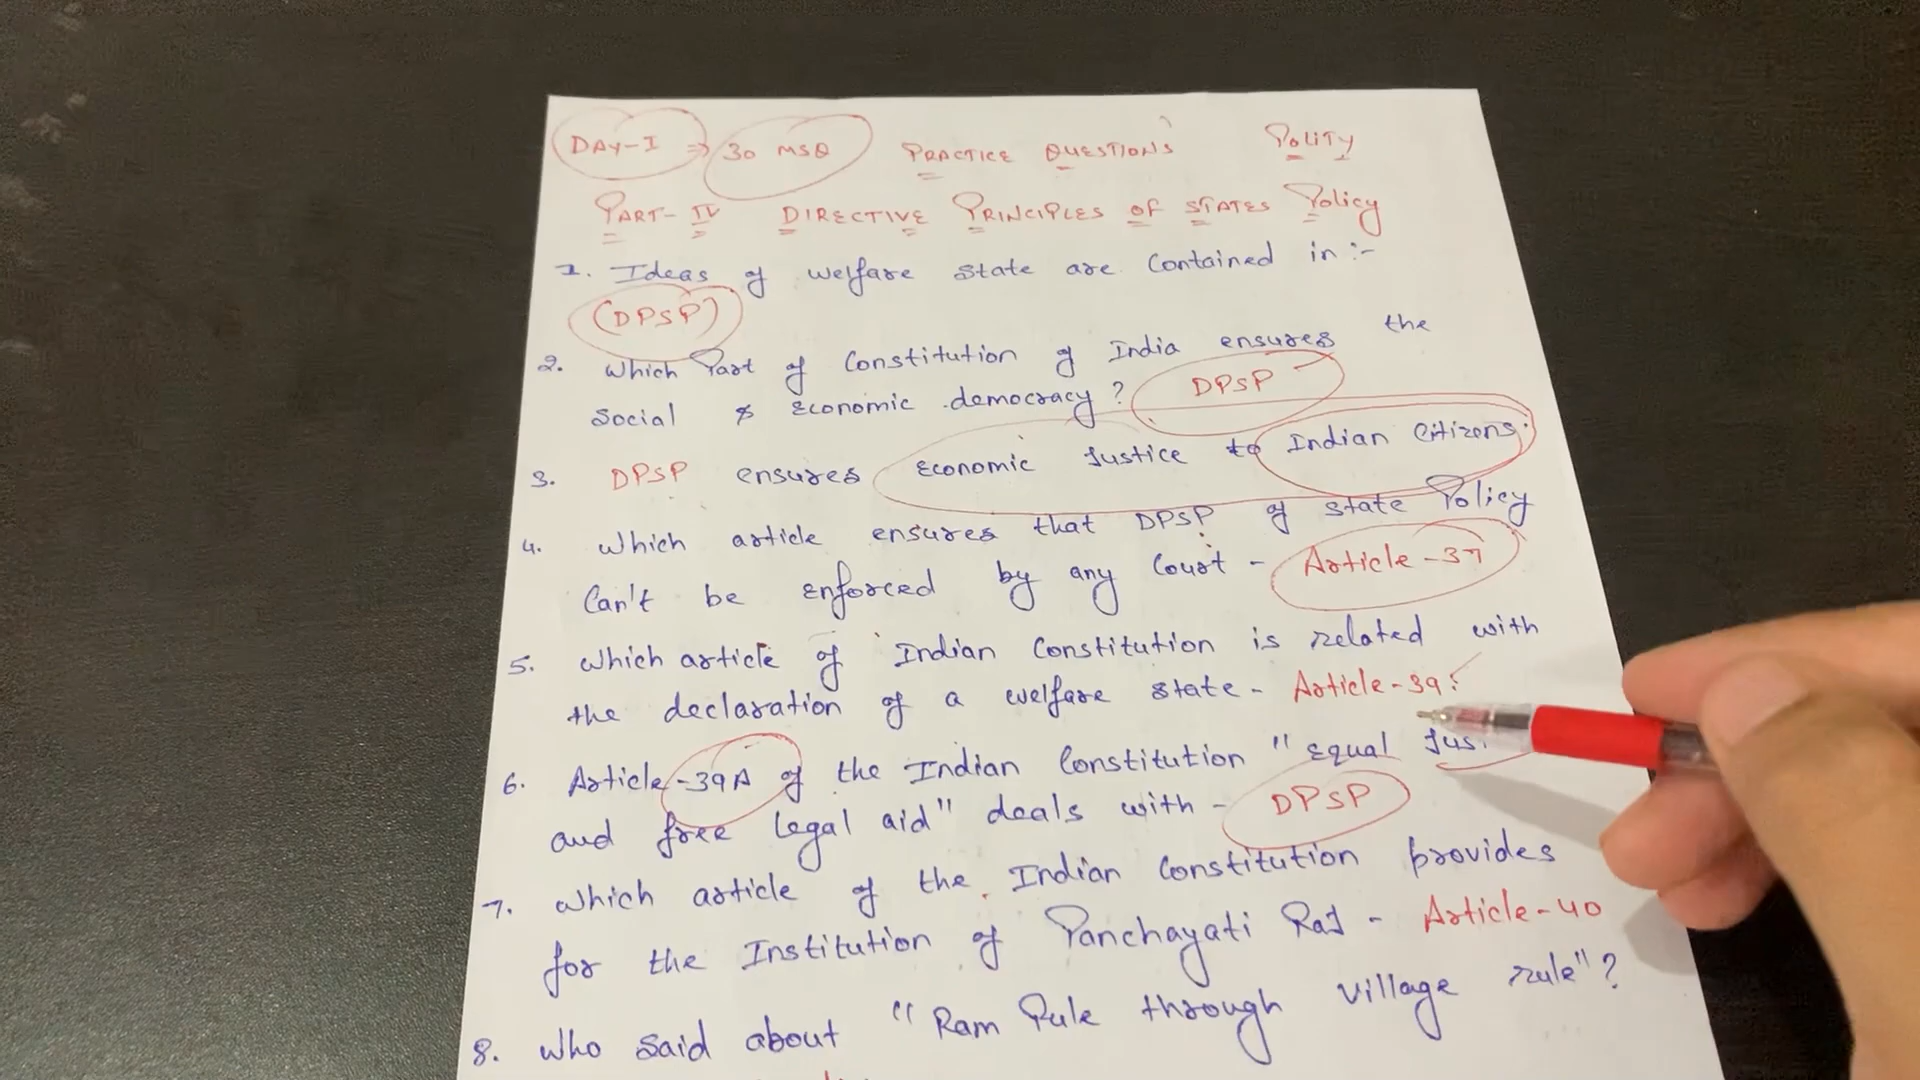 DAY-I ⇒ 30 MSQ PRACTICE QUESTIONS POLITY
PART-IV DIRECTIVE PRINCIPLES OF STATES Policy
1. Ideas of welfare state are contained in :-
(DPSP)
2. which Part of Constitution of India ensures the
social & Economic democracy? DPSP
3. DPSP ensures Economic Justice to Indian Citizens.
4. which article ensures that DPSP of state Policy
Can't be enforced by any Court - Article-37
5. which article of Indian Constitution is related with
the declaration of a welfare state - Article-39.
6. Article-39A of the Indian Constitution "equal
and free legal aid" deals with - DPSP
7. which article of the Indian Constitution provides
for the Institution of Panchayati Raj - Article-40
8. who said about "Ram Rule through village rule"?